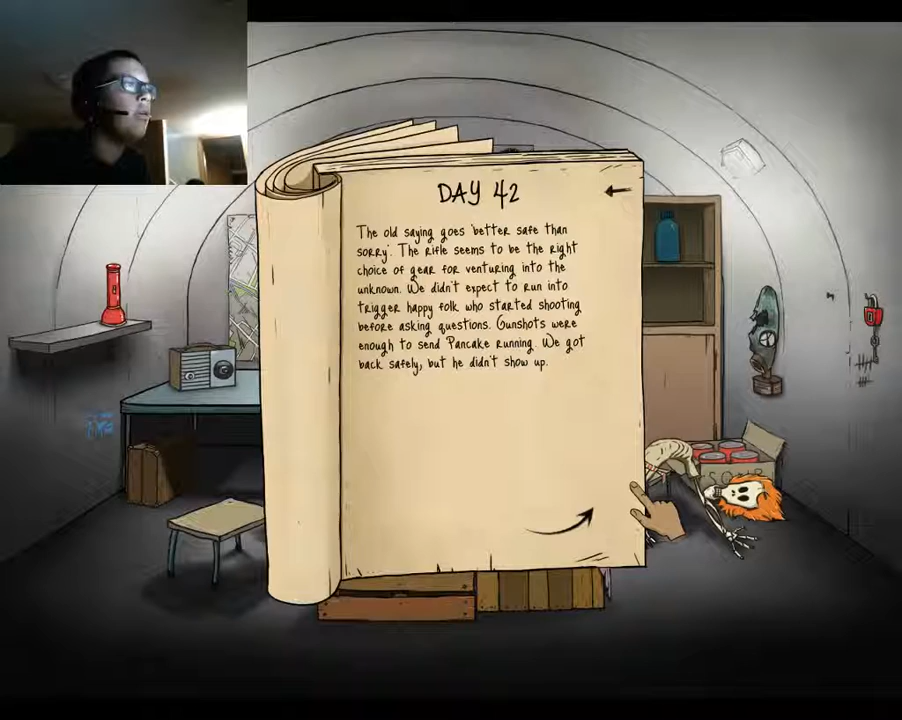 DAY 42
The old saying goes 'better safe than
sorry'. The rifle seems to be the right
choice of gear for venturing into the
unknown. We didn't expect to run into
trigger happy folk who started shooting
before asking questions. Gunshots were
enough to send Pancake running. We got
back safely, but he didn't show up.